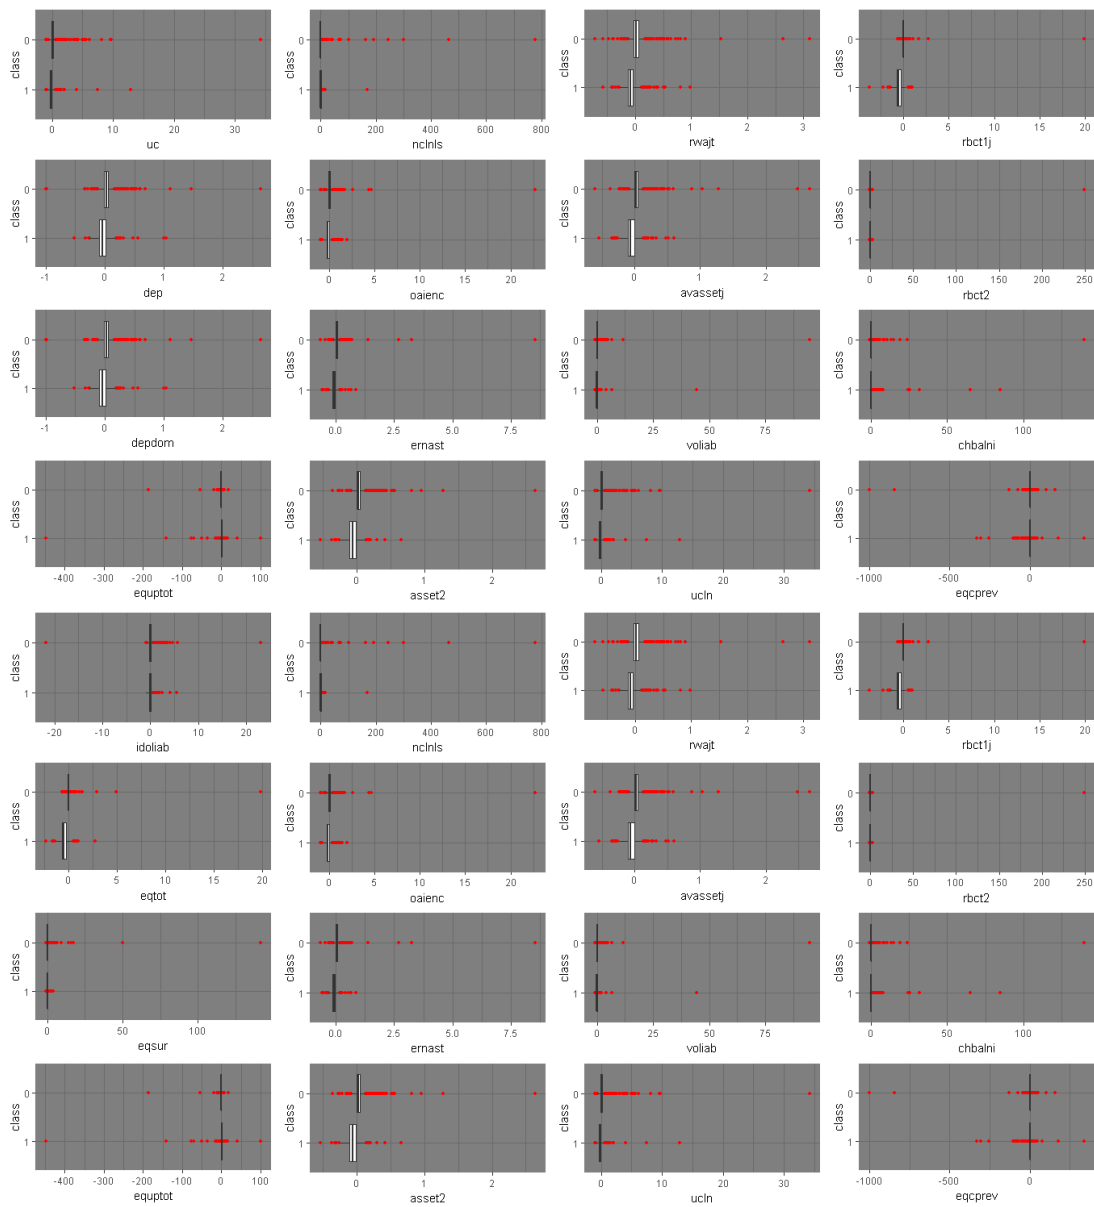 class 0 1 0 10 20 30 uc
class 0 1 0 200 400 600 800 nclnls
class 0 1 0 1 2 3 rwajt
class 0 1 0 5 10 15 20 rbct1j
class 0 1 -1 0 1 2 dep
class 0 1 0 5 10 15 20 oaienc
class 0 1 0 1 2 avassetj
class 0 1 0 50 100 150 200 250 rbct2
class 0 1 -1 0 1 2 depdom
class 0 1 0.0 2.5 5.0 7.5 ernast
class 0 1 0 25 50 75 voliab
class 0 1 0 50 100 chbalni
class 0 1 -400 -300 -200 -100 0 100 equptot
class 0 1 0 1 2 asset2
class 0 1 0 10 20 30 ucln
class 0 1 -1000 -500 0 eqcprev
class 0 1 -20 -10 0 10 20 idoliab
class 0 1 0 200 400 600 800 nclnls
class 0 1 0 1 2 3 rwajt
class 0 1 0 5 10 15 20 rbct1j
class 0 1 0 5 10 15 20 eqtot
class 0 1 0 5 10 15 20 oaienc
class 0 1 0 1 2 avassetj
class 0 1 0 50 100 150 200 250 rbct2
class 0 1 0 50 100 eqsur
class 0 1 0.0 2.5 5.0 7.5 ernast
class 0 1 0 25 50 75 voliab
class 0 1 0 50 100 chbalni
class 0 1 -400 -300 -200 -100 0 100 equptot
class 0 1 0 1 2 asset2
class 0 1 0 10 20 30 ucln
class 0 1 -1000 -500 0 eqcprev